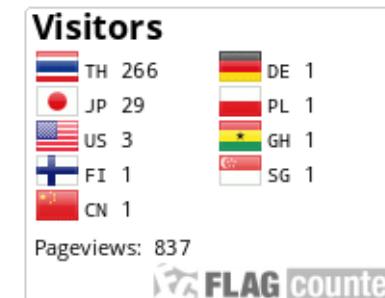 Visitors
TH 266
JP 29
US 3
FI 1
CN 1
DE 1
PL 1
GH 1
SG 1
Pageviews: 837
FLAG counte